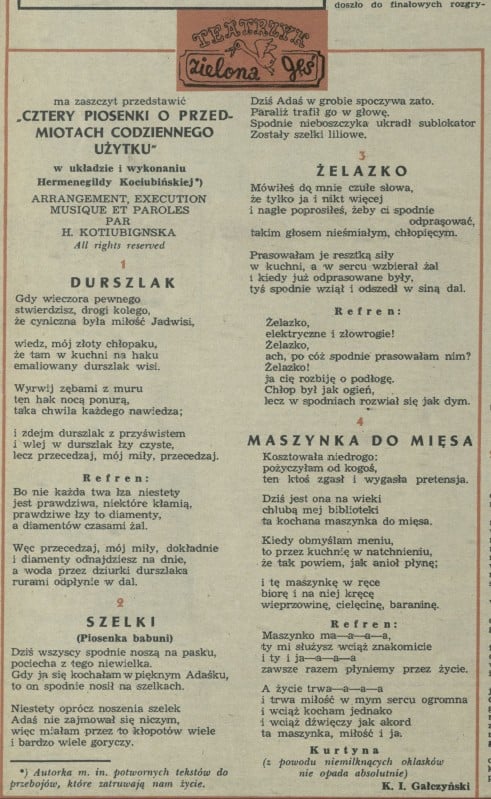 doszło do finałowych rozgry-
TEATRZYK
zielona gęś
ma zaszczyt przedstawić
„CZTERY PIOSENKI O PRZED-
MIOTACH CODZIENNEGO
UŻYTKU"
w układzie i wykonaniu
Hermenegildy Kociubińskiej*)
ARRANGEMENT, EXECUTION
MUSIQUE ET PAROLES
PAR
H. KOTIUBIGNSKA
All rights reserved
1
DURSZLAK
Gdy wieczora pewnego
stwierdzisz, drogi kolego,
że cyniczna była miłość Jadwisi,
wiedz, mój złoty chłopaku,
że tam w kuchni na haku
emaliowany durszlak wisi.
Wyrwij zębami z muru
ten hak nocą ponurą,
taka chwila każdego nawiedza;
i zdejm durszlak z przyświstem
i wlej w durszlak łzy czyste,
lecz przecedzaj, mój miły, przecedzaj.
Refren:
Bo nie każda twa łza niestety
jest prawdziwa, niektóre kłamią,
prawdziwe łzy to diamenty,
a diamentów czasami żal.
Więc przecedzaj, mój miły, dokładnie
i diamenty odnajdziesz na dnie,
a woda przez dziurki durszlaka
rurami odpłynie w dal.
2
SZELKI
(Piosenka babuni)
Dziś wszyscy spodnie noszą na pasku,
pociecha z tego niewielka.
Gdy ja się kochałam w pięknym Adaśku,
to on spodnie nosił na szelkach.
Niestety oprócz noszenia szelek
Adaś nie zajmował się niczym,
więc miałam przez to kłopotów wiele
i bardzo wiele goryczy.
*) Autorka m. in. potwornych tekstów do
przebojów, które zatruwają nam życie.
Dziś Adaś w grobie spoczywa zato.
Paraliż trafił go w głowę.
Spodnie nieboszczyka ukradł sublokator
Zostały szelki liliowe.
3
ŻELAZKO
Mówiłeś do mnie czułe słowa,
że tylko ja i nikt więcej
i nagle poprosiłeś, żeby ci spodnie
odprasować,
takim głosem nieśmiałym, chłopięcym.
Prasowałam je resztką siły
w kuchni, a w sercu wzbierał żal
i kiedy już odprasowane były,
tyś spodnie wziął i odszedł w siną dal.
Refren:
Żelazko,
elektryczne i złowrogie!
Żelazko,
ach, po cóż spodnie prasowałam nim?
Żelazko!
ja cię rozbiję o podłogę.
Chłop był jak ogień,
lecz w spodniach rozwiał się jak dym.
4
MASZYNKA DO MIĘSA
Kosztowała niedrogo:
pożyczyłam od kogoś,
ten ktoś zgasł i wygasła pretensja.
Dziś jest ona na wieki
chlubą mej biblioteki
ta kochana maszynka do mięsa.
Kiedy obmyślam meniu,
to przez kuchnię w natchnieniu,
że tak powiem, jak anioł płynę;
i tę maszynkę w ręce
biorę i na niej kręcę
wieprzowinę, cielęcinę, baraninę.
Refren:
Maszynko ma—a—a—a,
ty mi służysz wciąż znakomicie
i ty i ja—a—a—a
zawsze razem płyniemy przez życie.
A życie trwa—a—a—a
i trwa miłość w mym sercu ogromna
i wciąż kocham jednako
i wciąż dźwięczy jak akord
ta maszynka, miłość i ja.
Kurtyna
(z powodu niemilknących oklasków
nie opada absolutnie)
K. I. Gałczyński